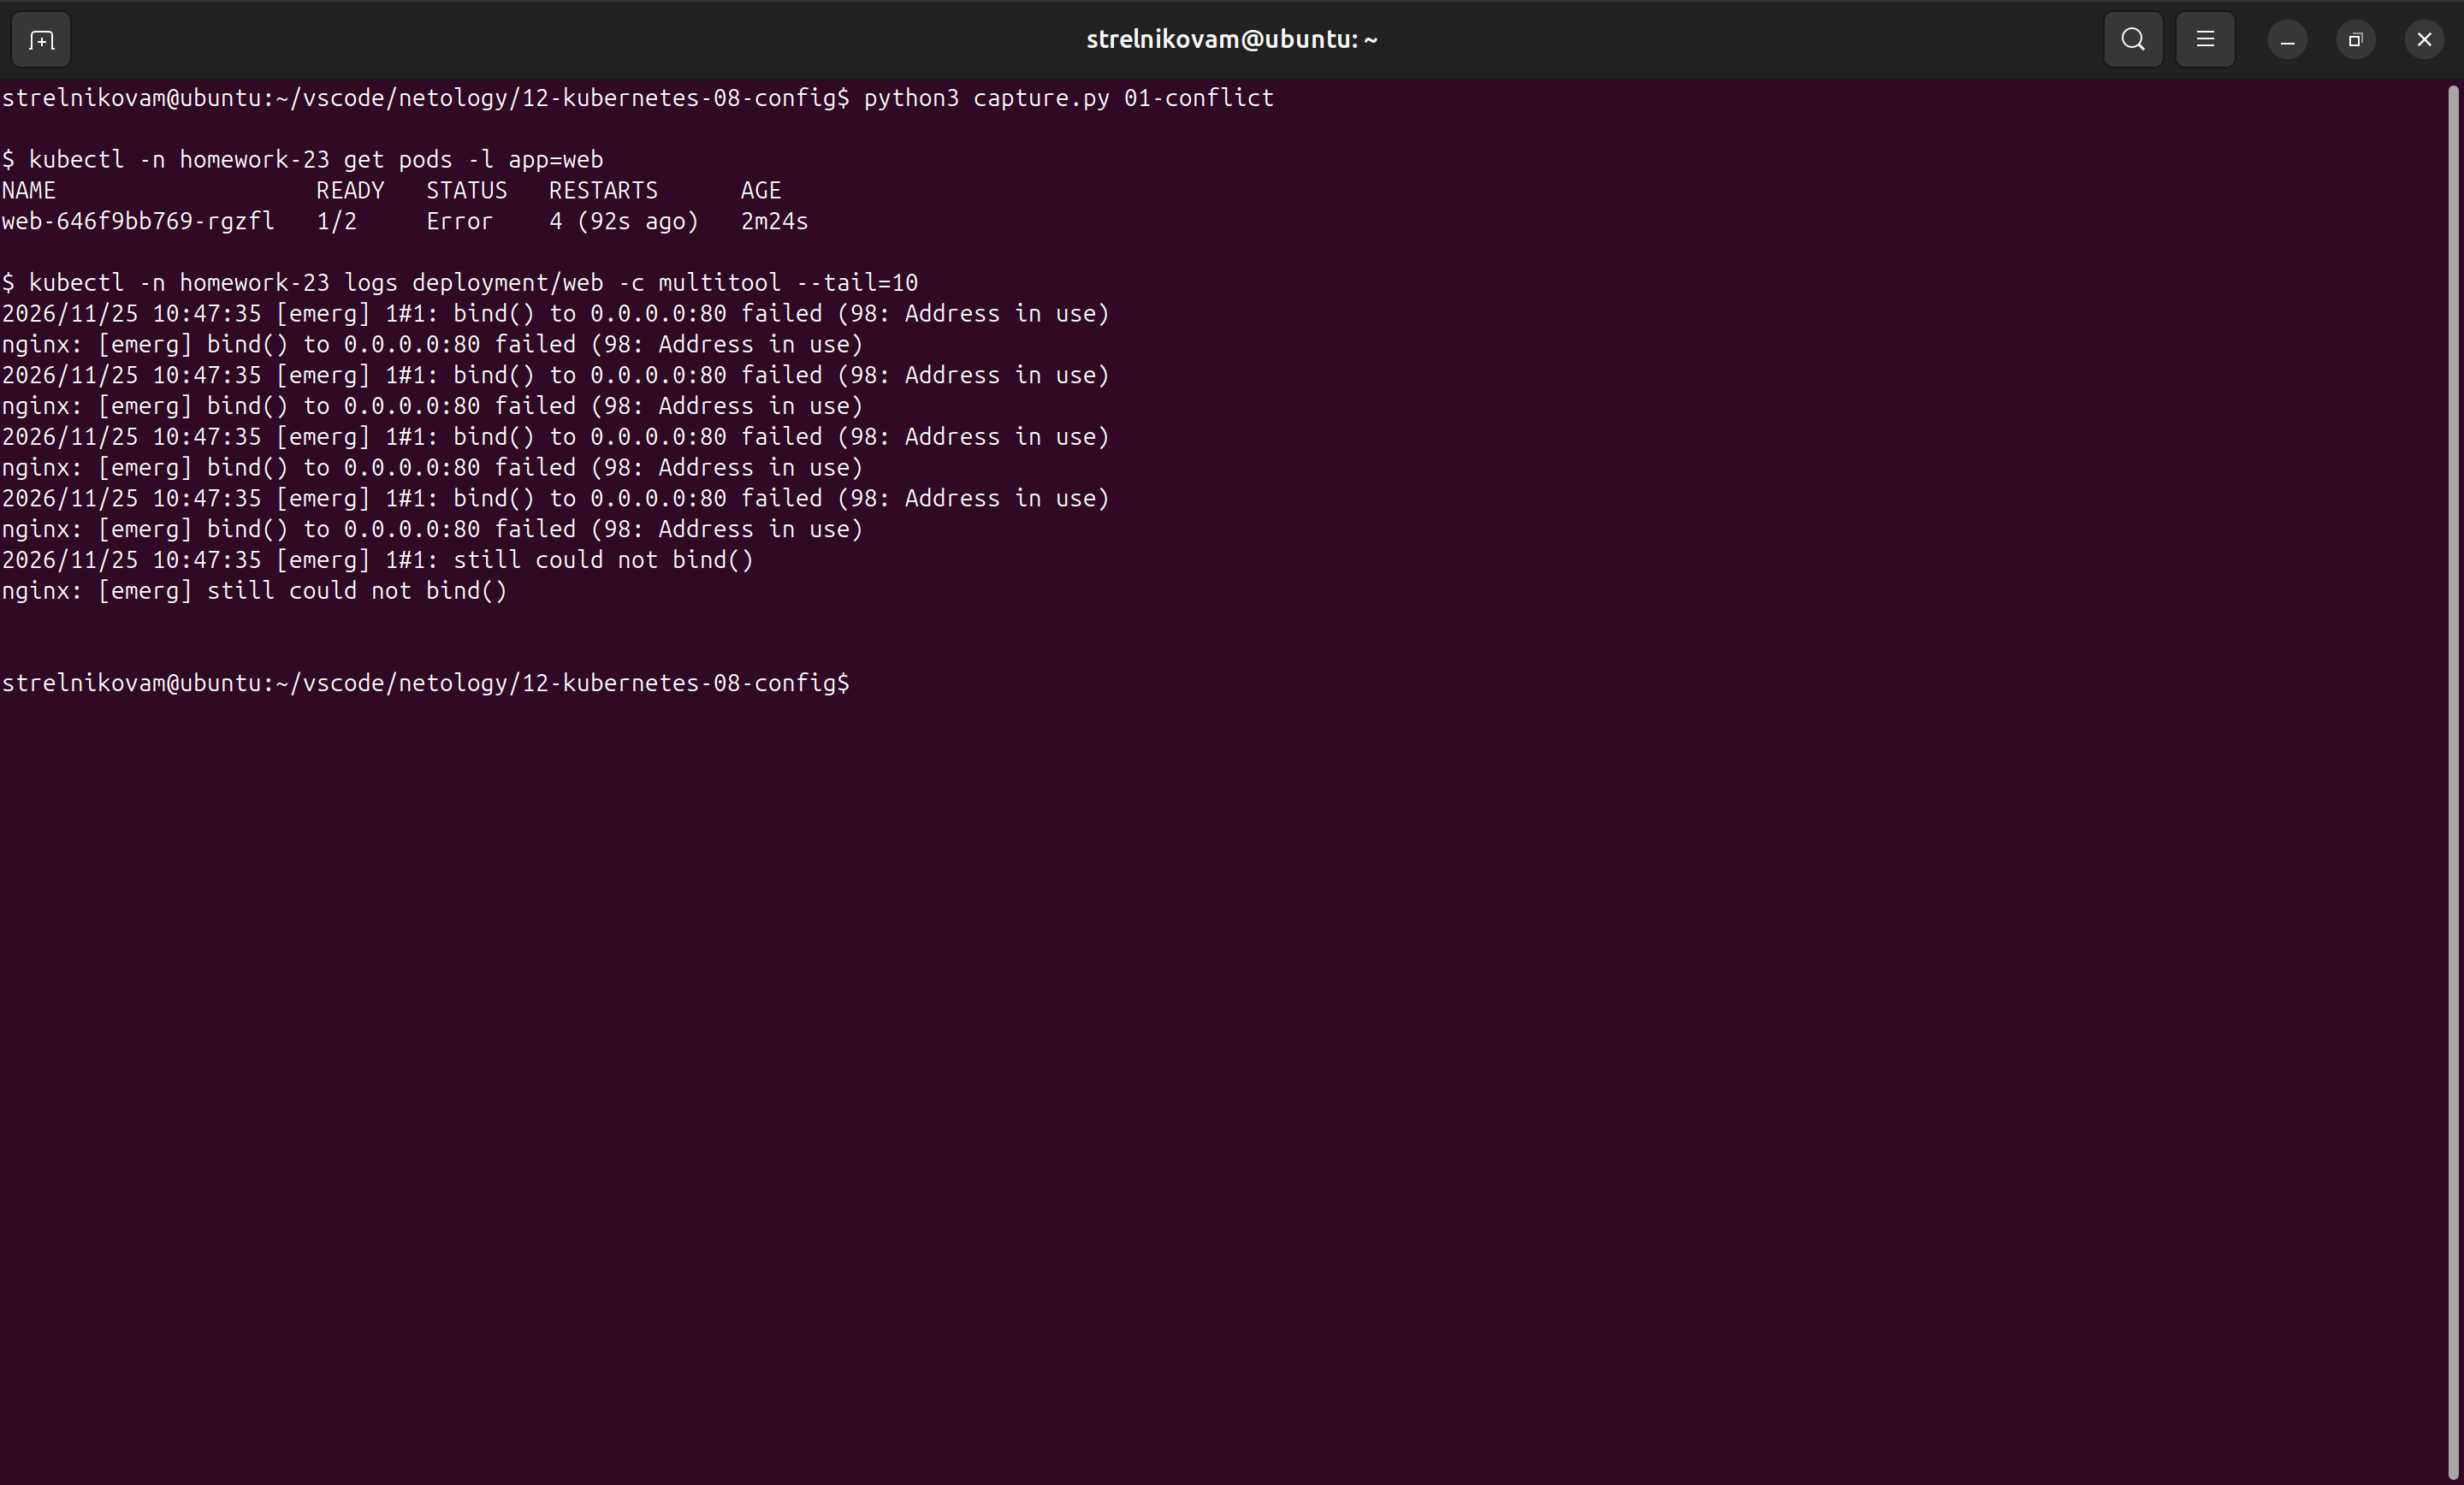 strelnikovam@ubuntu: ~
strelnikovam@ubuntu:~/vscode/netology/12-kubernetes-08-config$ python3 capture.py 01-conflict
$ kubectl -n homework-23 get pods -l app=web
NAME                   READY   STATUS   RESTARTS      AGE
web-646f9bb769-rgzfl   1/2     Error    4 (92s ago)   2m24s
$ kubectl -n homework-23 logs deployment/web -c multitool --tail=10
2026/11/25 10:47:35 [emerg] 1#1: bind() to 0.0.0.0:80 failed (98: Address in use)
nginx: [emerg] bind() to 0.0.0.0:80 failed (98: Address in use)
2026/11/25 10:47:35 [emerg] 1#1: bind() to 0.0.0.0:80 failed (98: Address in use)
nginx: [emerg] bind() to 0.0.0.0:80 failed (98: Address in use)
2026/11/25 10:47:35 [emerg] 1#1: bind() to 0.0.0.0:80 failed (98: Address in use)
nginx: [emerg] bind() to 0.0.0.0:80 failed (98: Address in use)
2026/11/25 10:47:35 [emerg] 1#1: bind() to 0.0.0.0:80 failed (98: Address in use)
nginx: [emerg] bind() to 0.0.0.0:80 failed (98: Address in use)
2026/11/25 10:47:35 [emerg] 1#1: still could not bind()
nginx: [emerg] still could not bind()
strelnikovam@ubuntu:~/vscode/netology/12-kubernetes-08-config$